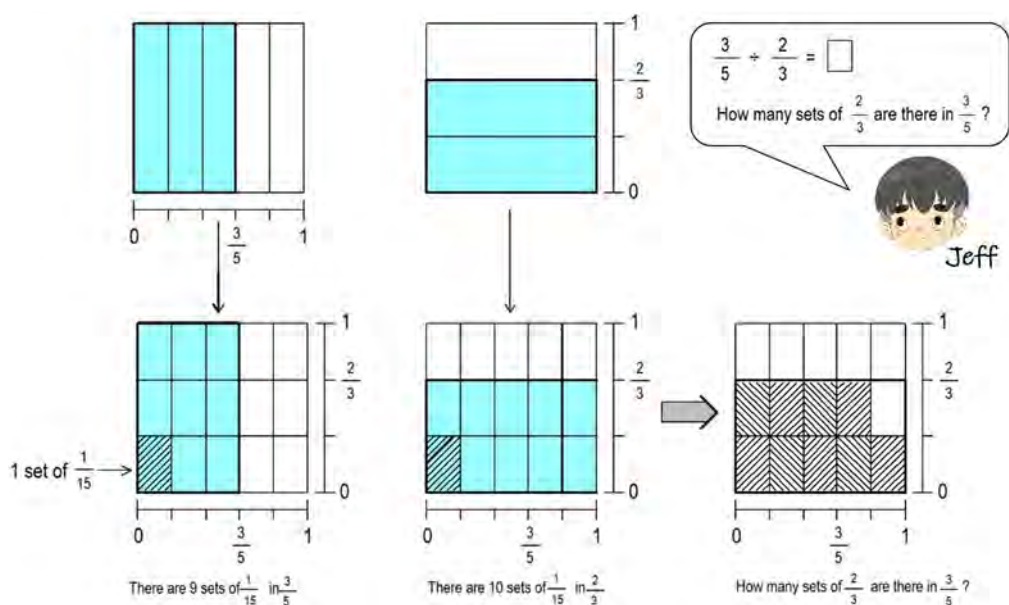 1
2/3
0
0 3/5 1
1
2/3
0
3/5 ÷ 2/3 = □
How many sets of 2/3 are there in 3/5 ?
Jeff
1 set of 1/15
1
2/3
0
0 3/5 1
There are 9 sets of 1/15 in 3/5
1
2/3
0
0 3/5 1
There are 10 sets of 1/15 in 2/3
1
2/3
0
0 3/5 1
How many sets of 2/3 are there in 3/5 ?